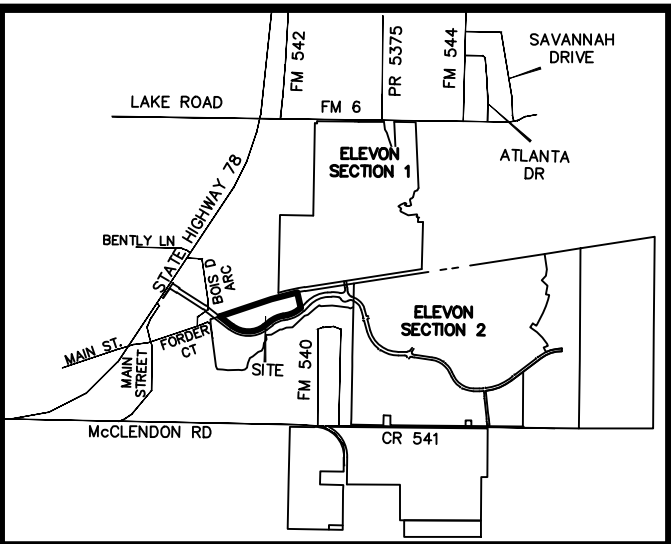 FM 542
PR 5375
FM 544
SAVANNAH
DRIVE
LAKE ROAD
FM 6
ELEVON
SECTION 1
ATLANTA
DR
STATE HIGHWAY 78
BENTLY LN
BOIS D
ARC
ELEVON
SECTION 2
MAIN ST.
FORDER
CT
MAIN
STREET
SITE
FM 540
McCLENDON RD
CR 541